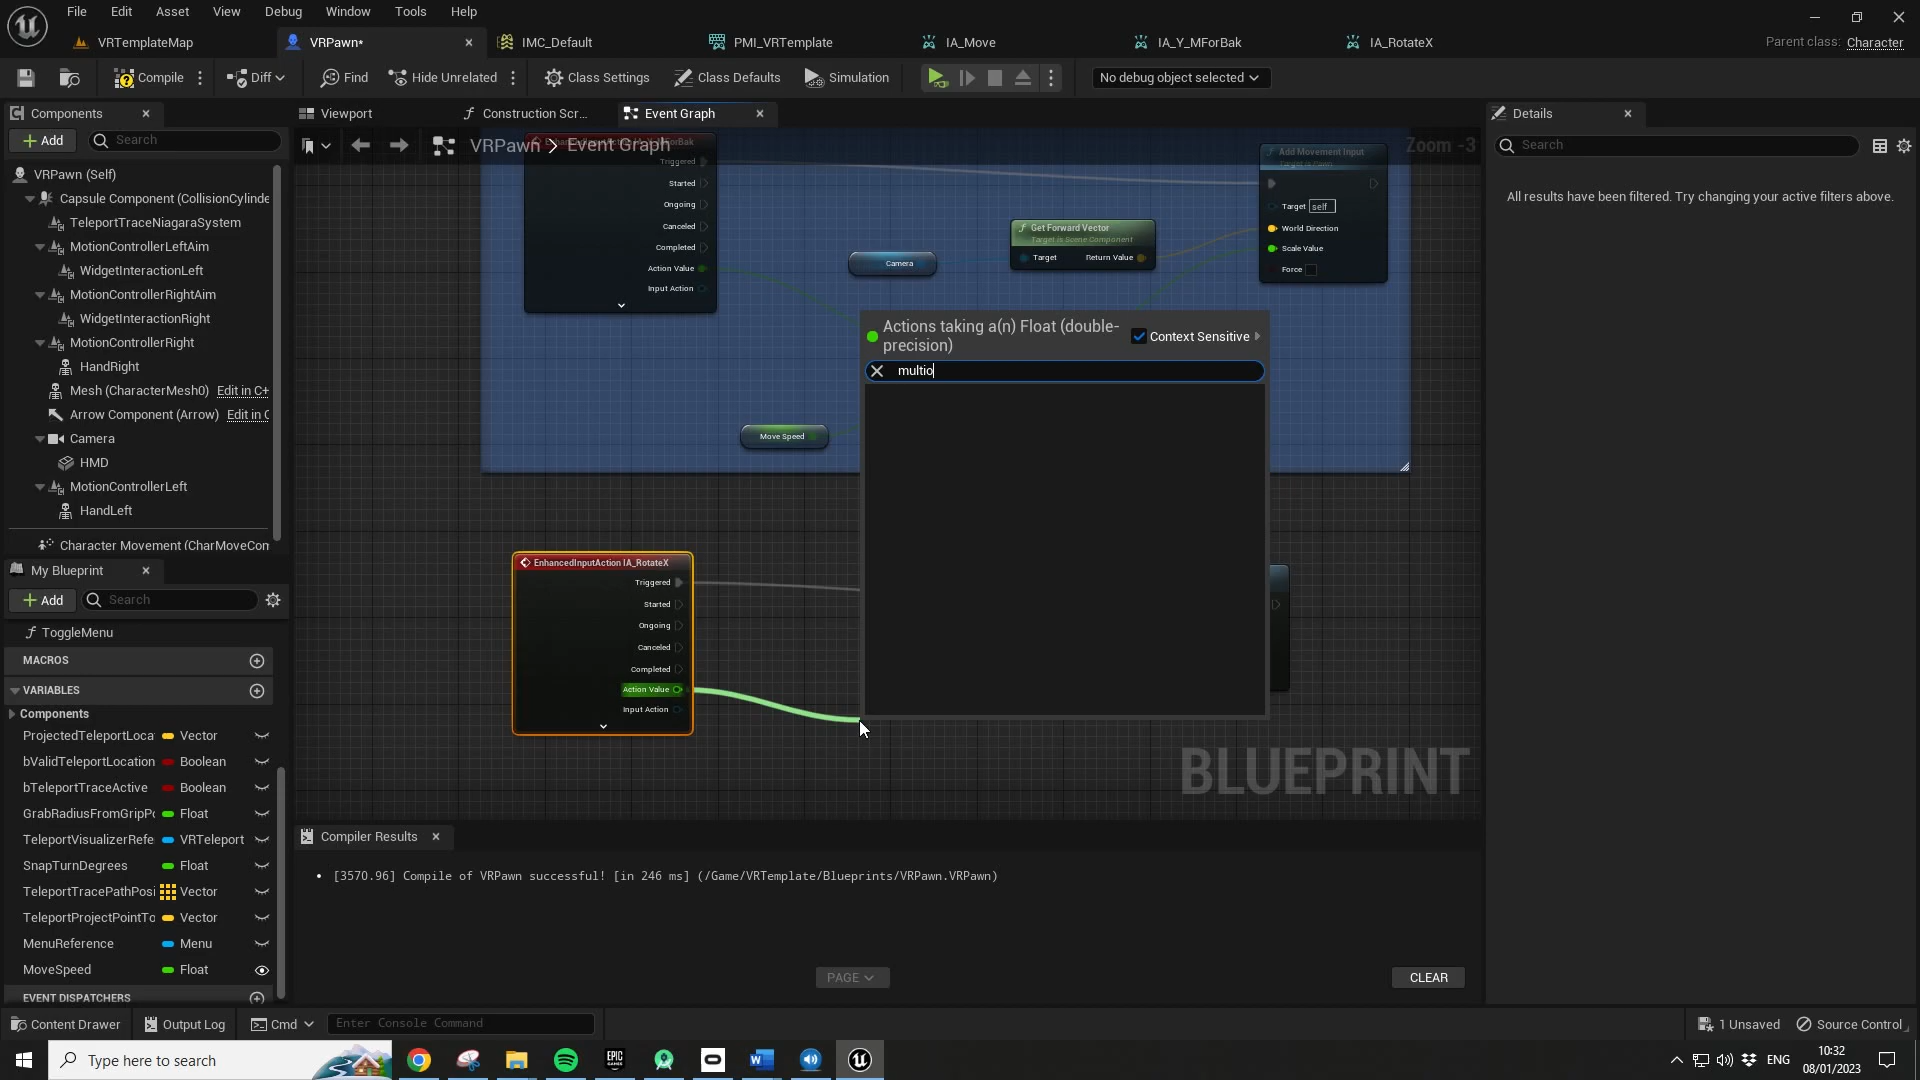 File Edit Asset View Debug Window Tools Help
VRTemplateMap VRPawn* IMC_Default PMI_VRTemplate IA_Move IA_Y_MForBak IA_RotateX Parent class: Character
Compile Diff Find Hide Unrelated Class Settings Class Defaults Simulation No debug object selected
Components Viewport Construction Scr... Event Graph Details
Add Search VRPawn > Event Graph Zoom -3 Search
All results have been filtered. Try changing your active filters above.
VRPawn (Self)
Capsule Component (CollisionCylinde
TeleportTraceNiagaraSystem
MotionControllerLeftAim
WidgetInteractionLeft
MotionControllerRightAim
WidgetInteractionRight
MotionControllerRight
HandRight
Mesh (CharacterMesh0) Edit in C+
Arrow Component (Arrow) Edit in C
Camera
HMD
MotionControllerLeft
HandLeft
Character Movement (CharMoveCom
Triggered
Started
Ongoing
Canceled
Completed
Action Value
Input Action
Camera
Get Forward Vector
Target is Scene Component
Target Return Value
Add Movement Input
Target is Pawn
Target self
World Direction
Scale Value
Force
Move Speed
Actions taking a(n) Float (double-
precision) Context Sensitive
multio
EnhancedInputAction IA_RotateX
Triggered
Started
Ongoing
Canceled
Completed
Action Value
Input Action
BLUEPRINT
My Blueprint
Add Search
ToggleMenu
MACROS
VARIABLES
Components
ProjectedTeleportLoca Vector
bValidTeleportLocation Boolean
bTeleportTraceActive Boolean
GrabRadiusFromGripPo Float
TeleportVisualizerRefe VRTeleport
SnapTurnDegrees Float
TeleportTracePathPosi Vector
TeleportProjectPointTo Vector
MenuReference Menu
MoveSpeed Float
EVENT DISPATCHERS
Compiler Results
[3570.96] Compile of VRPawn successful! [in 246 ms] (/Game/VRTemplate/Blueprints/VRPawn.VRPawn)
PAGE CLEAR
Content Drawer Output Log Cmd Enter Console Command 1 Unsaved Source Control
Type here to search EPIC GAMES ENG 10:32
08/01/2023